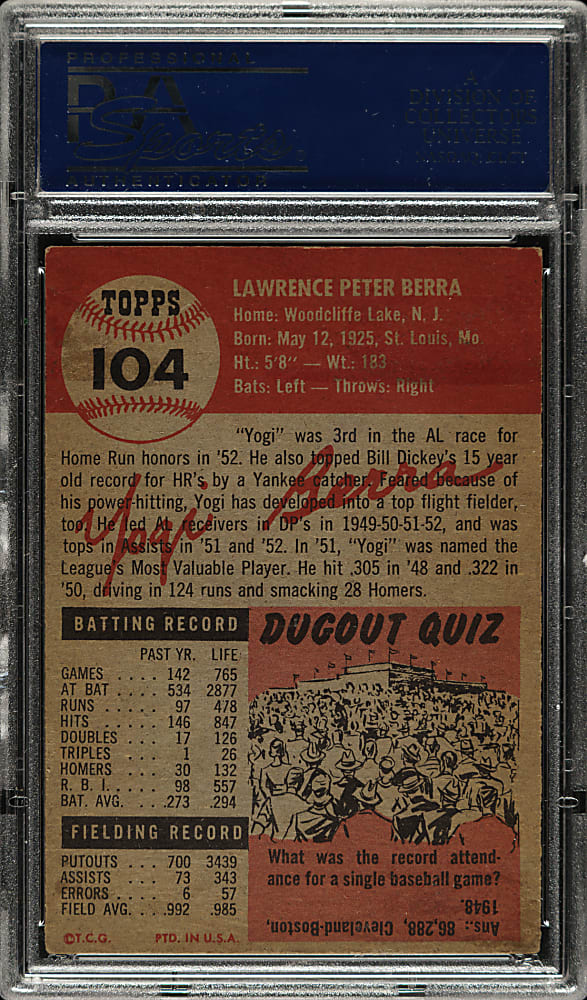 PROFESSIONAL
PSA
Sports
AUTHENTICATOR
A
DIVISION OF
COLLECTORS
UNIVERSE
TOPPS
104
LAWRENCE PETER BERRA
Home: Woodcliffe Lake, N. J.
Born: May 12, 1925, St. Louis, Mo
Ht.: 5'8" — Wt.: 183
Bats: Left — Throws: Right
"Yogi" was 3rd in the AL race for
Home Run honors in '52. He also topped Bill Dickey's 15 year
old record for HR's by a Yankee catcher. Feared because of
his power-hitting, Yogi has developed into a top flight fielder,
too. He led AL receivers in DP's in 1949-50-51-52, and was
tops in Assists in '51 and '52. In '51, "Yogi" was named the
League's Most Valuable Player. He hit .305 in '48 and .322 in
'50, driving in 124 runs and smacking 28 Homers.
Yogi Berra
BATTING RECORD
PAST YR. LIFE
GAMES .... 142 765
AT BAT .... 534 2877
RUNS .... 97 478
HITS .... 146 847
DOUBLES .... 17 126
TRIPLES .... 1 26
HOMERS .... 30 132
R. B. I. .... 98 557
BAT. AVG. ... .273 .294
FIELDING RECORD
PUTOUTS ... 700 3439
ASSISTS .... 73 343
ERRORS .... 6 57
FIELD AVG. ... .992 .985
©T.C.G. PTD. IN U.S.A.
DUGOUT QUIZ
What was the record attend-
ance for a single baseball game?
Ans.: 86,288, Cleveland-Boston,
1948.